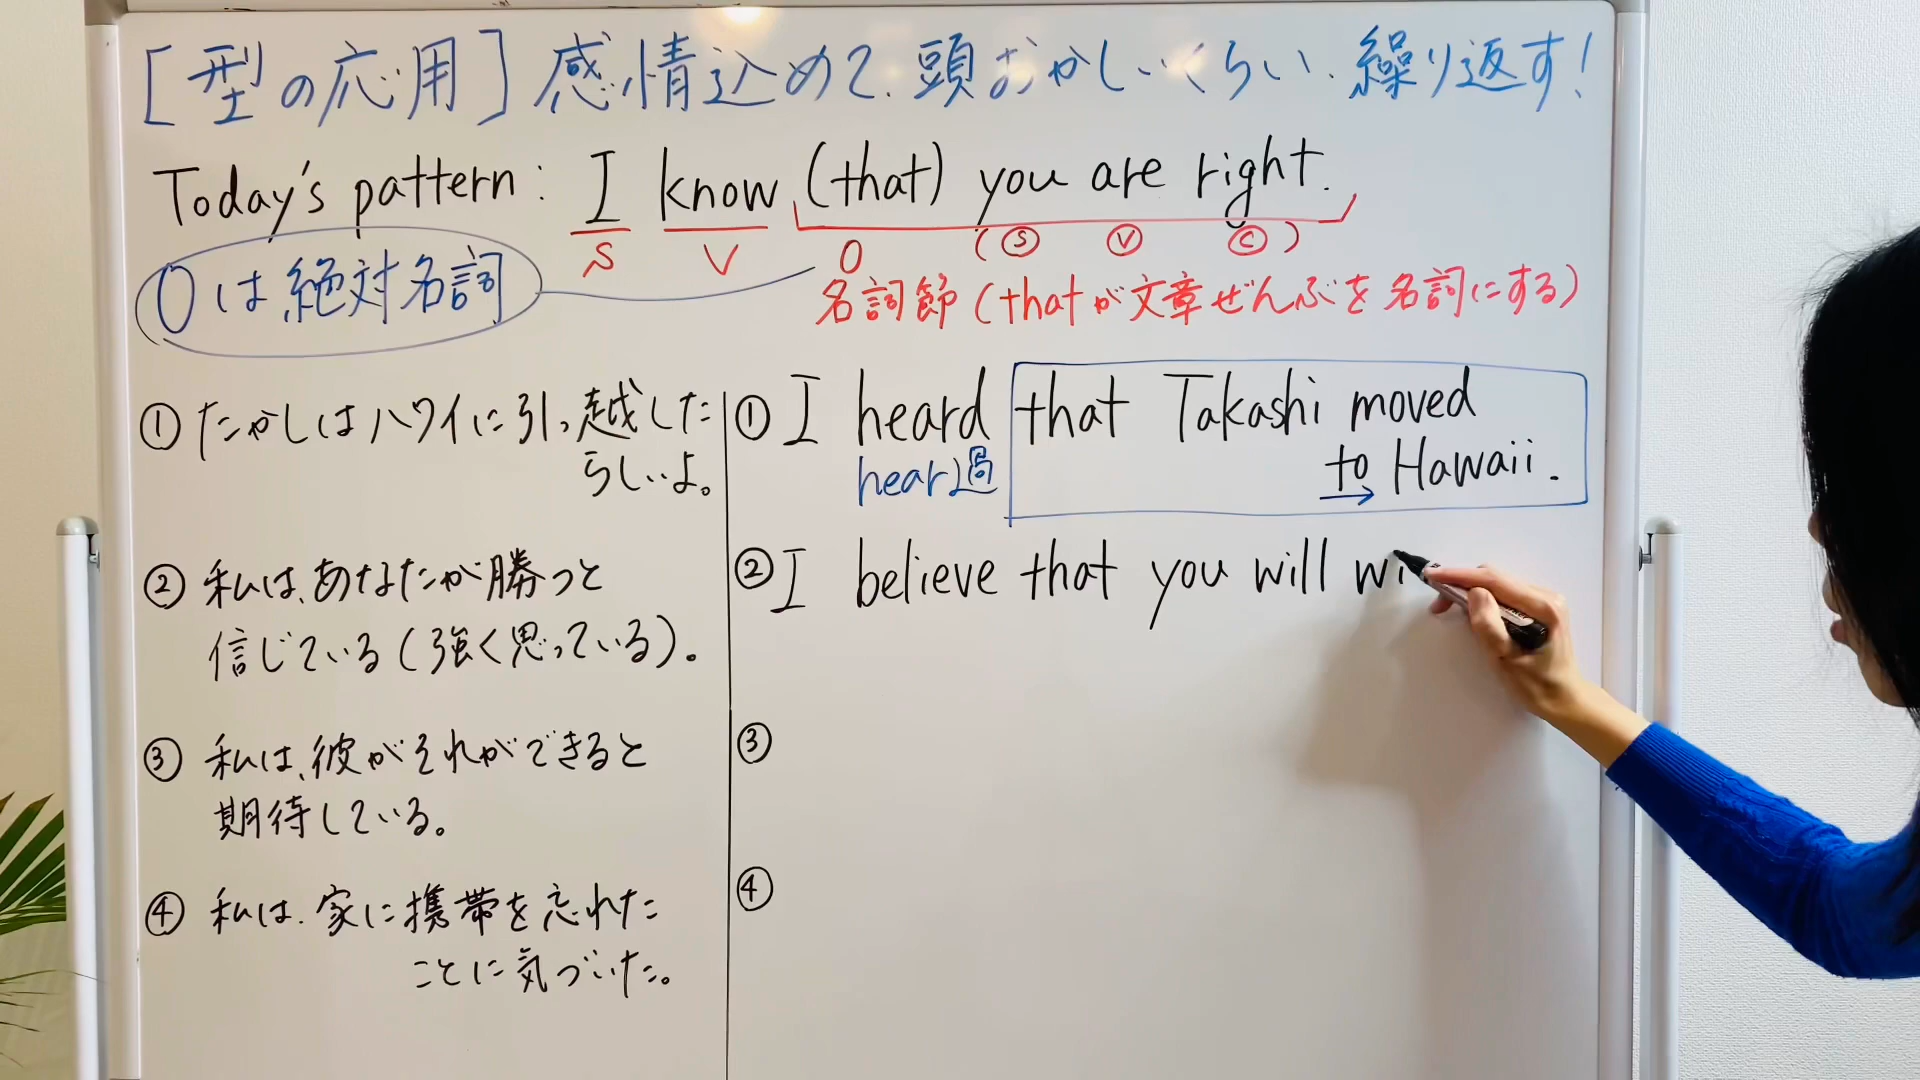 [型の応用] 感情込めて、頭おかしいくらい、繰り返す!
Today's pattern: I know (that) you are right.
S V O (Ⓢ Ⓥ Ⓒ)
Oは絶対名詞
名詞節(thatが文章ぜんぶを名詞にする)
① たかしはハワイに引っ越した
らしいよ。
① I heard that Takashi moved
hear過
to Hawaii.
② 私は、あなたが勝つと
信じている(強く思っている)。
② I believe that you will wi
③ 私は、彼がそれができると
期待している。
③
④ 私は、家に携帯を忘れた
ことに気づいた。
④